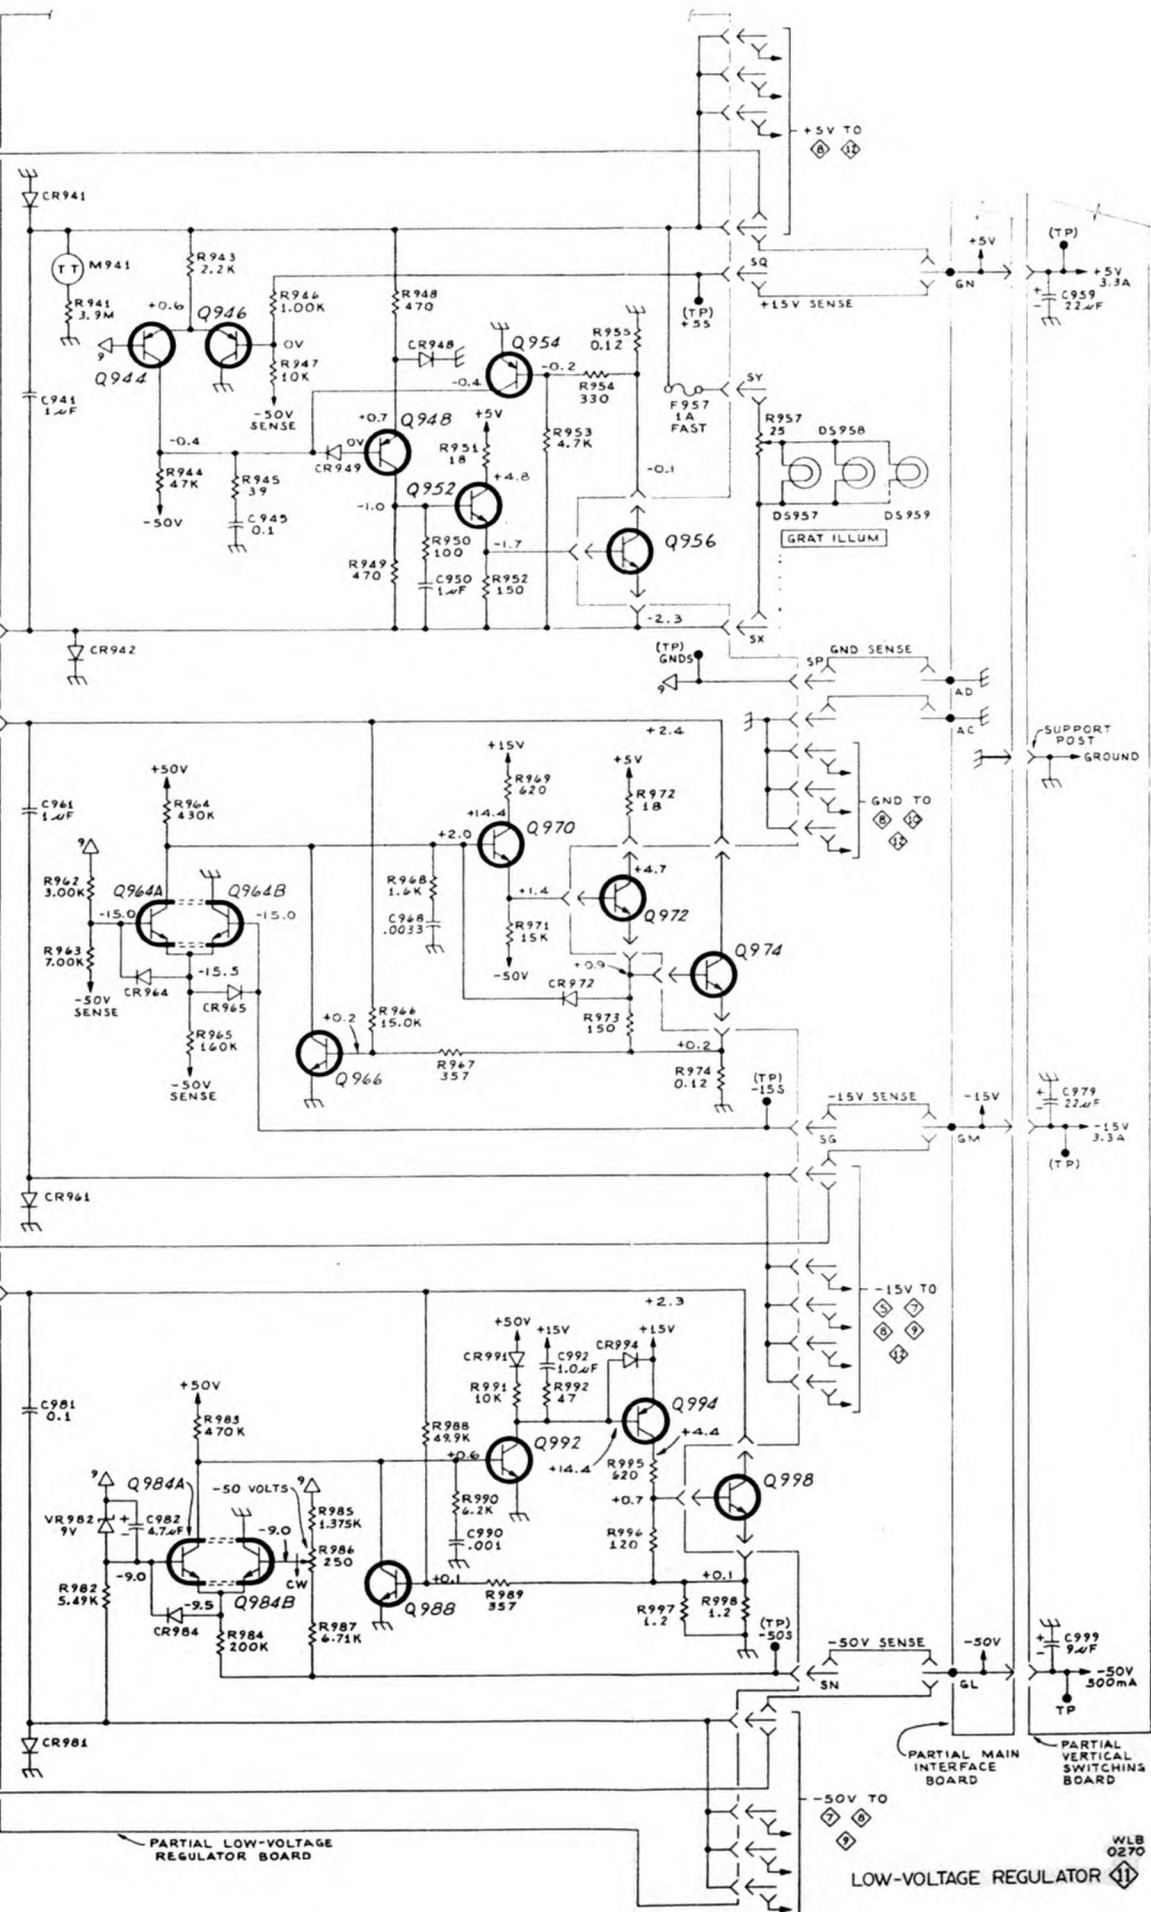 +5V TO
8 12
CR941
M941
TT
R941
3.9M
R943
2.2K
+0.6
Q946
R946
1.00K
0V
R947
10K
-50V
SENSE
9
Q944
C941
1µF
-0.4
R944
47K
-50V
R945
39
C945
0.1
R948
470
CR948
+0.7
Q948
0V
CR949
-0.4
Q954
-0.2
R955
0.12
R954
330
+5V
R951
18
+4.8
R953
4.7K
Q952
-1.0
R950
100
R949
470
C950
1µF
-1.7
R952
150
-0.1
Q956
-2.3
(TP)
+5S
SQ
+15V SENSE
F957
1A
FAST
SY
R957
25
DS958
DS957
DS959
GRAT ILLUM
SX
GN
+5V
(TP)
+5V
3.3A
C959
22µF
CR942
(TP)
GNDS
9
SP
GND SENSE
AD
AC
SUPPORT
POST
GROUND
GND TO
8 10
12
+2.4
C961
1µF
+50V
R964
430K
9
R962
3.00K
Q964A
Q964B
-15.0
-15.0
R963
7.00K
-50V
SENSE
CR964
-15.5
CR965
R965
160K
-50V
SENSE
+15V
R969
620
+14.4
Q970
+2.0
R968
1.6K
C968
.0033
+1.4
R971
15K
-50V
+5V
R972
18
+4.7
Q972
+0.9
Q974
CR972
R966
15.0K
+0.2
Q966
R967
357
R973
150
+0.2
R974
0.12
(TP)
-15S
-15V SENSE
SG
GM
-15V
C979
22µF
-15V
3.3A
(TP)
CR961
-15V TO
5 7
8 9
12
+2.3
C981
0.1
+50V
R983
470K
9
Q984A
-50 VOLTS
9
VR982
9V
C982
4.7µF
R985
1.375K
-9.0
R986
250
CW
-9.0
R982
5.49K
CR984
-9.5
Q984B
R984
200K
R987
6.71K
+50V
+15V
CR991
C992
1.0µF
CR994
+15V
R991
10K
R992
47
Q994
R988
49.9K
+0.6
Q992
+14.4
+4.4
R995
620
R990
6.2K
+0.7
Q998
C990
.001
R996
120
+0.1
Q988
R989
357
+0.1
R997
1.2
R998
1.2
(TP)
-50S
-50V SENSE
SN
GL
-50V
C999
9µF
-50V
500mA
TP
CR981
PARTIAL MAIN
INTERFACE
BOARD
PARTIAL
VERTICAL
SWITCHING
BOARD
-50V TO
7 8
9
PARTIAL LOW-VOLTAGE
REGULATOR BOARD
WLB
0270
LOW-VOLTAGE REGULATOR 11